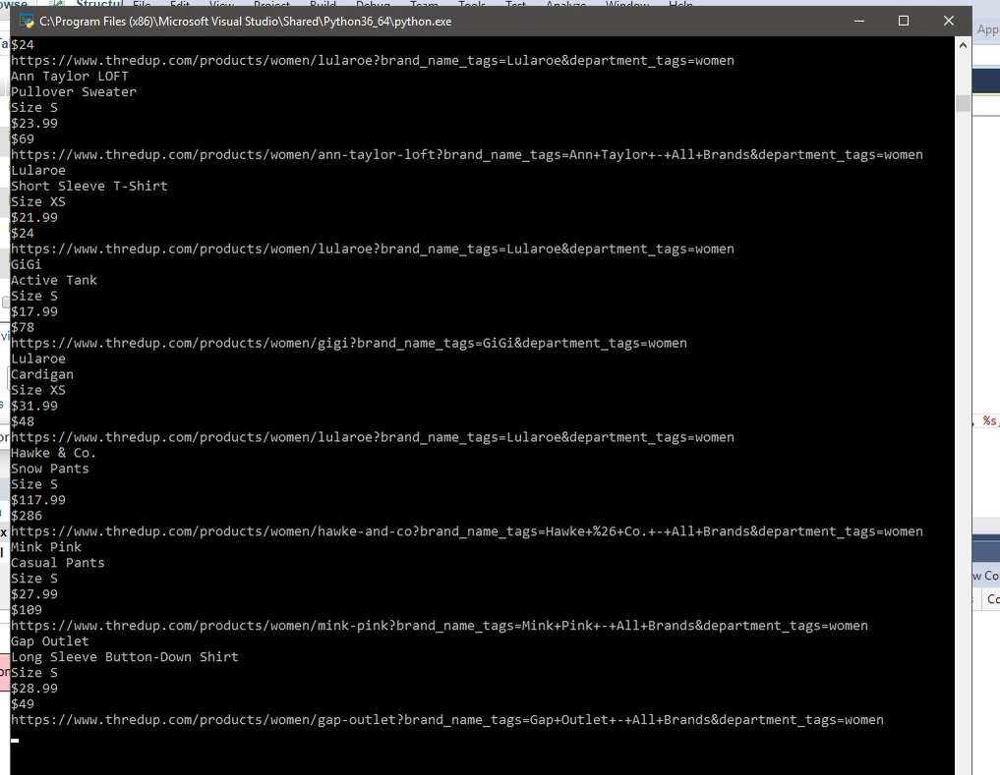 C:\Program Files (x86)\Microsoft Visual Studio\Shared\Python36_64\python.exe
App
$24
https://www.thredup.com/products/women/lularoe?brand_name_tags=Lularoe&department_tags=women
Ann Taylor LOFT
Pullover Sweater
Size S
$23.99
$69
https://www.thredup.com/products/women/ann-taylor-loft?brand_name_tags=Ann+Taylor+-+All+Brands&department_tags=women
Lularoe
Short Sleeve T-Shirt
Size XS
$21.99
$24
https://www.thredup.com/products/women/lularoe?brand_name_tags=Lularoe&department_tags=women
GiGi
Active Tank
Size S
$17.99
$78
https://www.thredup.com/products/women/gigi?brand_name_tags=GiGi&department_tags=women
Lularoe
Cardigan
Size XS
$31.99
$48
https://www.thredup.com/products/women/lularoe?brand_name_tags=Lularoe&department_tags=women
, %s,
Hawke & Co.
Snow Pants
Size S
$117.99
$286
https://www.thredup.com/products/women/hawke-and-co?brand_name_tags=Hawke+%26+Co.+-+All+Brands&department_tags=women
Mink Pink
Casual Pants
Size S
w Co
$27.99
Co
$109
https://www.thredup.com/products/women/mink-pink?brand_name_tags=Mink+Pink+-+All+Brands&department_tags=women
Gap Outlet
Long Sleeve Button-Down Shirt
Size S
$28.99
$49
https://www.thredup.com/products/women/gap-outlet?brand_name_tags=Gap+Outlet+-+All+Brands&department_tags=women